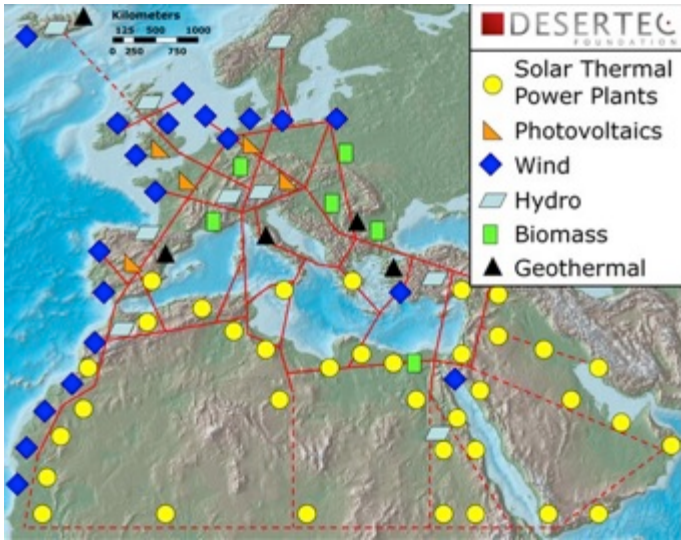 Kilometers
125 500 1000
0 250 750
DESERTEC
FOUNDATION
Solar Thermal
Power Plants
Photovoltaics
Wind
Hydro
Biomass
Geothermal